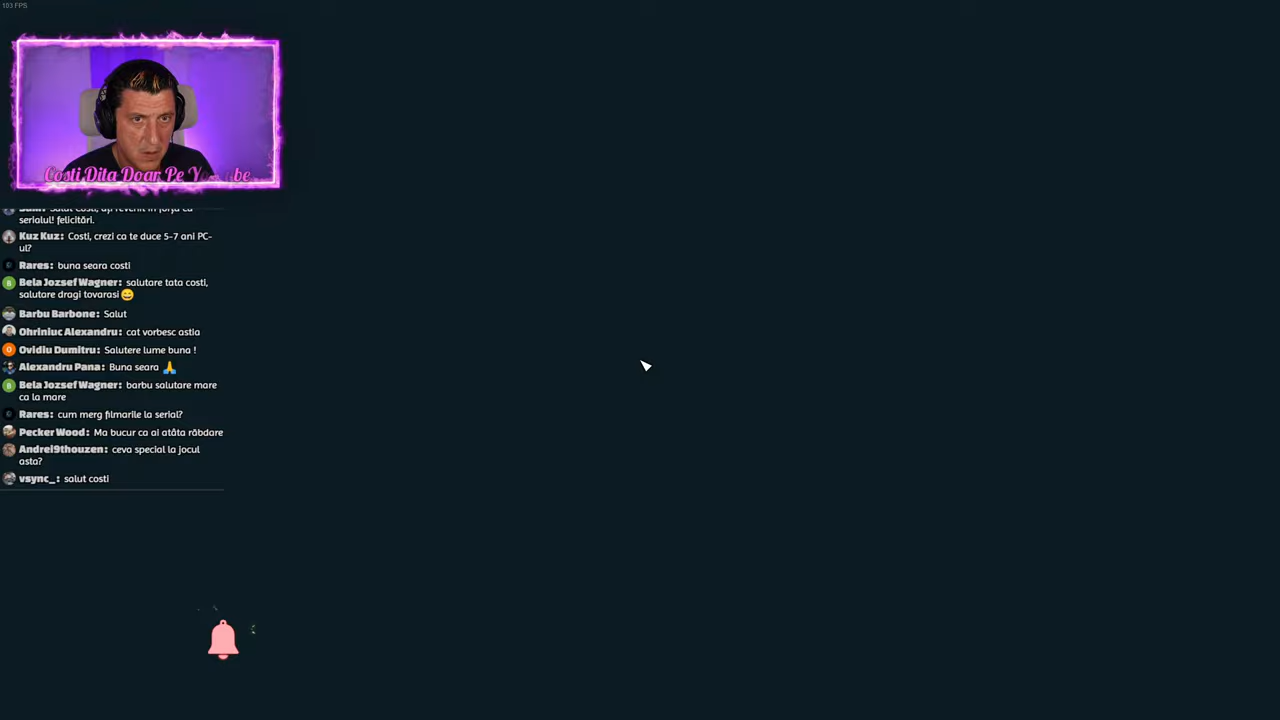 103 FPS
Costi Dita Doar Pe
serialul! felicitări.
Kuz Kuz: Costi, crezi ca te duce 5-7 ani PC-
ul?
Rares: buna seara costi
Bela Jozsef Wagner: salutare tata costi,
salutare dragi tovarasi😄
Barbu Barbone: Salut
Ohriniuc Alexandru: cat vorbesc astia
Ovidiu Dumitru: Salutere lume buna !
Alexandru Pana: Buna seara 🙏
Bela Jozsef Wagner: barbu salutare mare
ca la mare
Rares: cum merg filmarile la serial?
Pecker Wood: Ma bucur ca ai atâta răbdare
Andrei9thouzen: ceva special la jocul
asta?
vsync_: salut costi